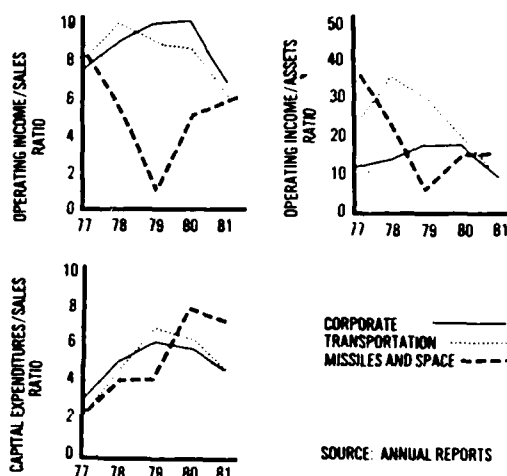 OPERATING INCOME/SALES
RATIO
10
8
6
4
2
0
77 78 79 80 81
OPERATING INCOME/ASSETS
RATIO
50
40
30
20
10
0
77 78 79 80 81
CAPITAL EXPENDITURES/SALES
RATIO
10
8
6
4
2
0
77 78 79 80 81
CORPORATE
TRANSPORTATION
MISSILES AND SPACE
SOURCE: ANNUAL REPORTS